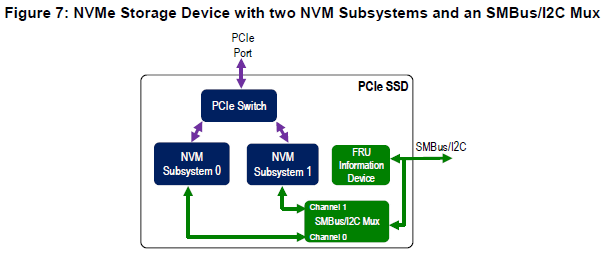 Figure 7: NVMe Storage Device with two NVM Subsystems and an SMBus/I2C Mux
PCIe
Port
PCIe SSD
PCIe Switch
NVM
Subsystem 0
NVM
Subsystem 1
FRU
Information
Device
SMBus/I2C
Channel 1
SMBus/I2C Mux
Channel 0